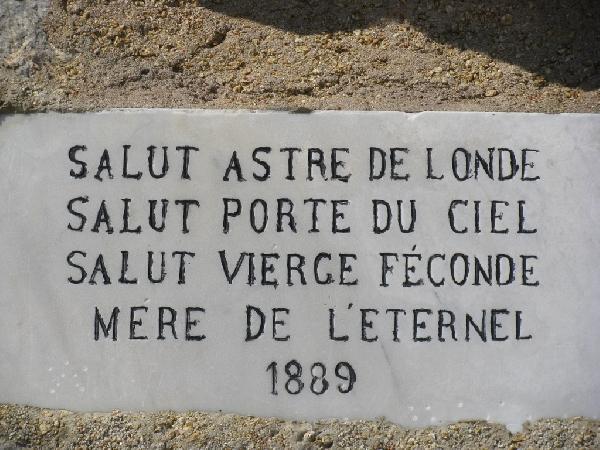 SALUT ASTRE DE LONDE
SALUT PORTE DU CIEL
SALUT VIERGE FÉCONDE
MERE DE L'ETERNEL
1889